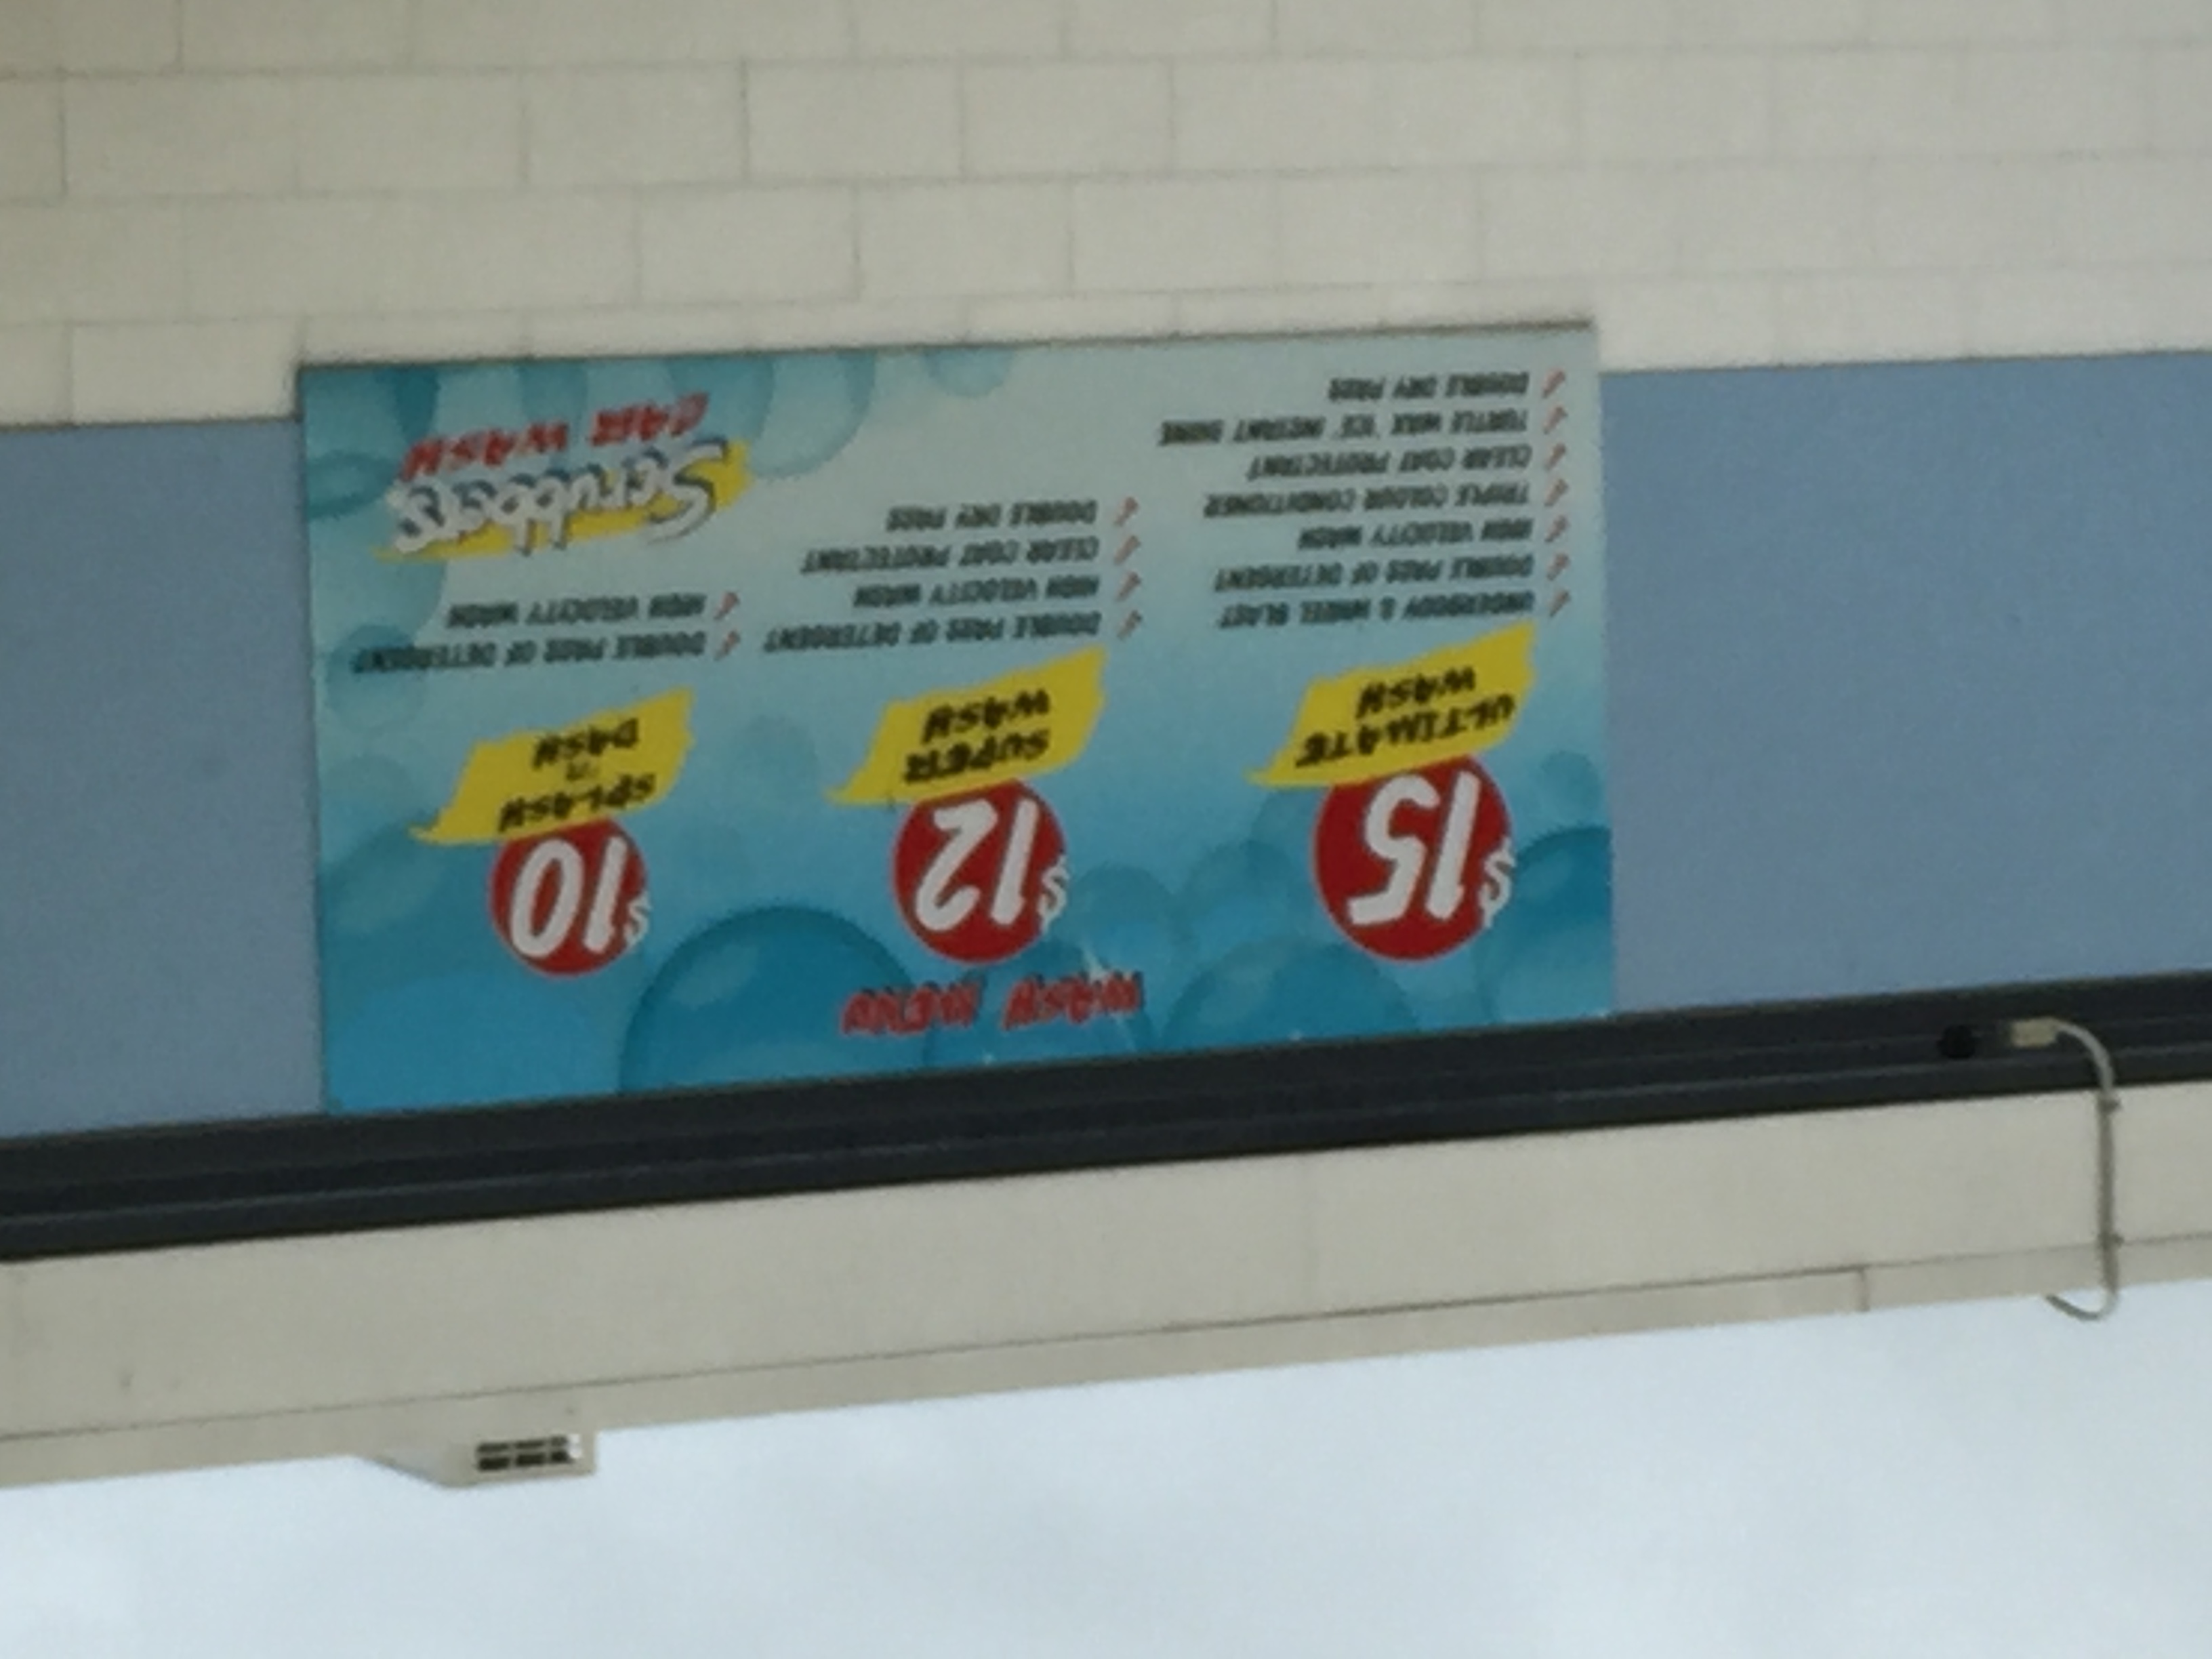 WASH MENU
$15
ULTIMATE
WASH
UNDERBODY & WHEEL BLAST
DOUBLE PASS OF DETERGENT
HIGH VELOCITY WASH
TRIPLE COLOUR CONDITIONER
CLEAR COAT PROTECTANT
TURTLE WAX 'ICE' INSTANT SHINE
DOUBLE DRY PASS
$12
SUPER
WASH
DOUBLE PASS OF DETERGENT
HIGH VELOCITY WASH
CLEAR COAT PROTECTANT
DOUBLE DRY PASS
$10
SPLASH
'n'
DASH
DOUBLE PASS OF DETERGENT
HIGH VELOCITY WASH
Scrubbers
CAR WASH